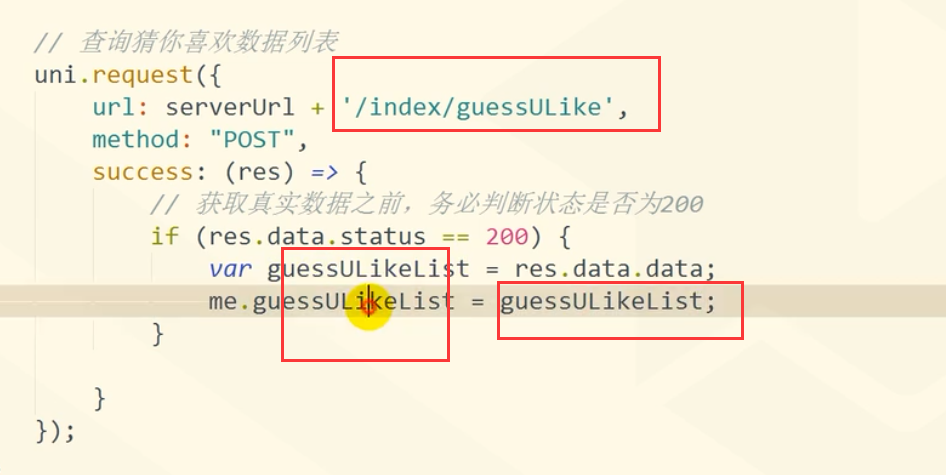 // 查询猜你喜欢数据列表
uni.request({
url: serverUrl + '/index/guessULike',
method: "POST",
success: (res) => {
// 获取真实数据之前，务必判断状态是否为200
if (res.data.status == 200) {
var guessULikeList = res.data.data;
me.guessULikeList = guessULikeList;
}
}
});